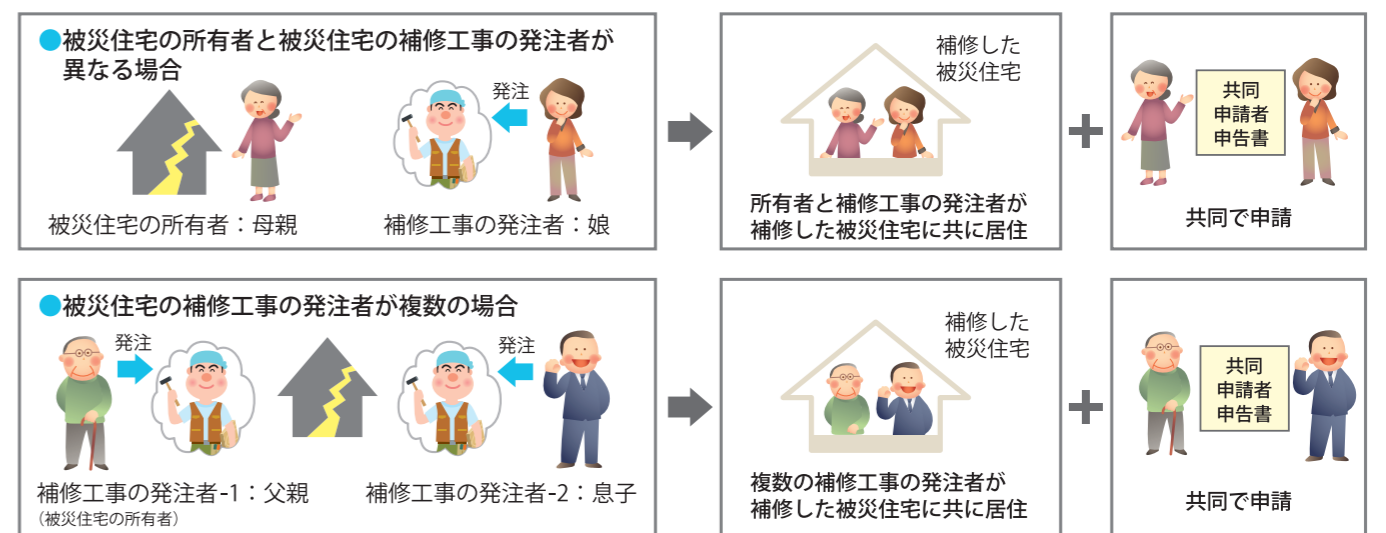 ●被災住宅の所有者と被災住宅の補修工事の発注者が
異なる場合
発注
被災住宅の所有者：母親
補修工事の発注者：娘
補修した
被災住宅
所有者と補修工事の発注者が
補修した被災住宅に共に居住
共同
申請者
申告書
共同で申請
●被災住宅の補修工事の発注者が複数の場合
発注
発注
補修工事の発注者-1：父親
（被災住宅の所有者）
補修工事の発注者-2：息子
補修した
被災住宅
複数の補修工事の発注者が
補修した被災住宅に共に居住
共同
申請者
申告書
共同で申請